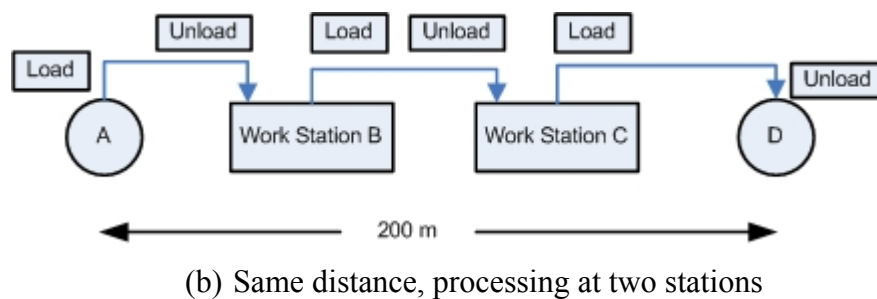 Unload
Load
Unload
Load
Load
Unload
A
Work Station B
Work Station C
D
200 m
(b) Same distance, processing at two stations